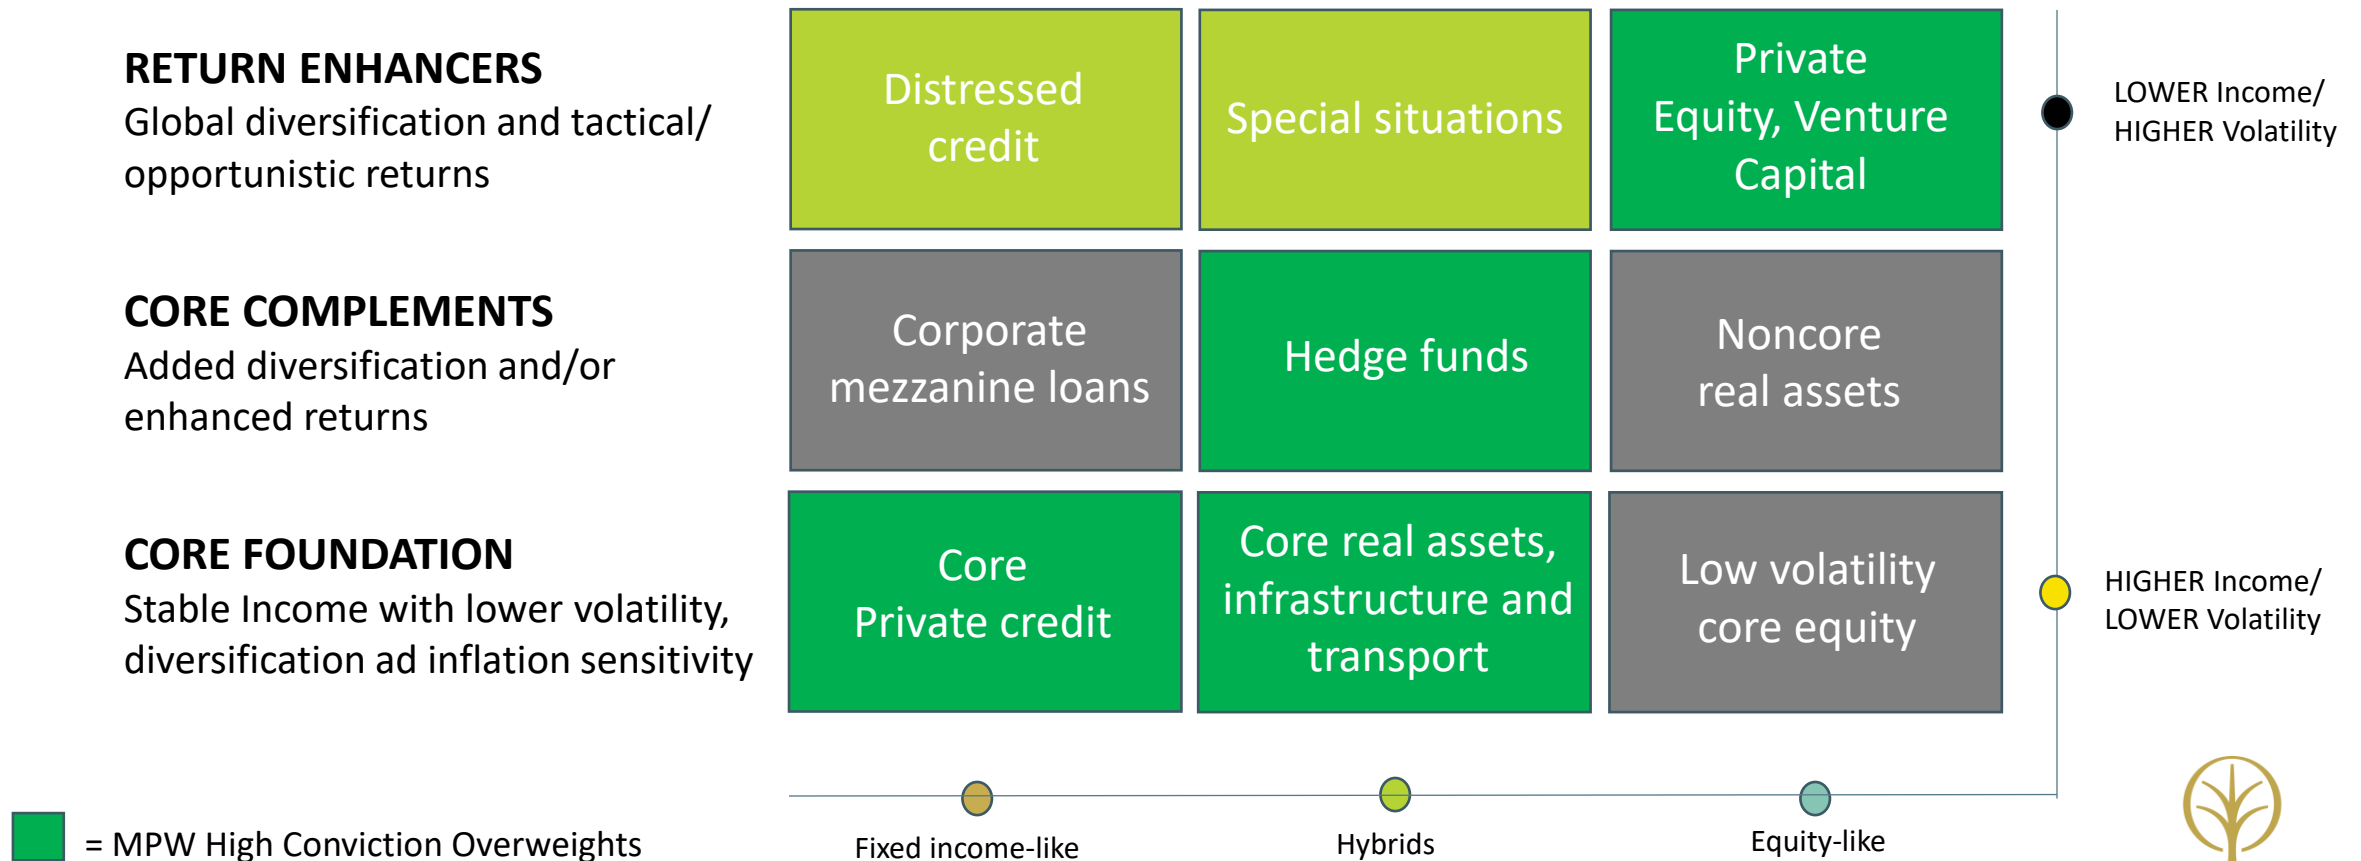 RETURN ENHANCERS
Global diversification and tactical/
opportunistic returns
Distressed
credit
Special situations
Private
Equity, Venture
Capital
LOWER Income/
HIGHER Volatility
CORE COMPLEMENTS
Added diversification and/or
enhanced returns
Corporate
mezzanine loans
Hedge funds
Noncore
real assets
CORE FOUNDATION
Stable Income with lower volatility,
diversification ad inflation sensitivity
Core
Private credit
Core real assets,
infrastructure and
transport
Low volatility
core equity
HIGHER Income/
LOWER Volatility
= MPW High Conviction Overweights
Fixed income-like
Hybrids
Equity-like